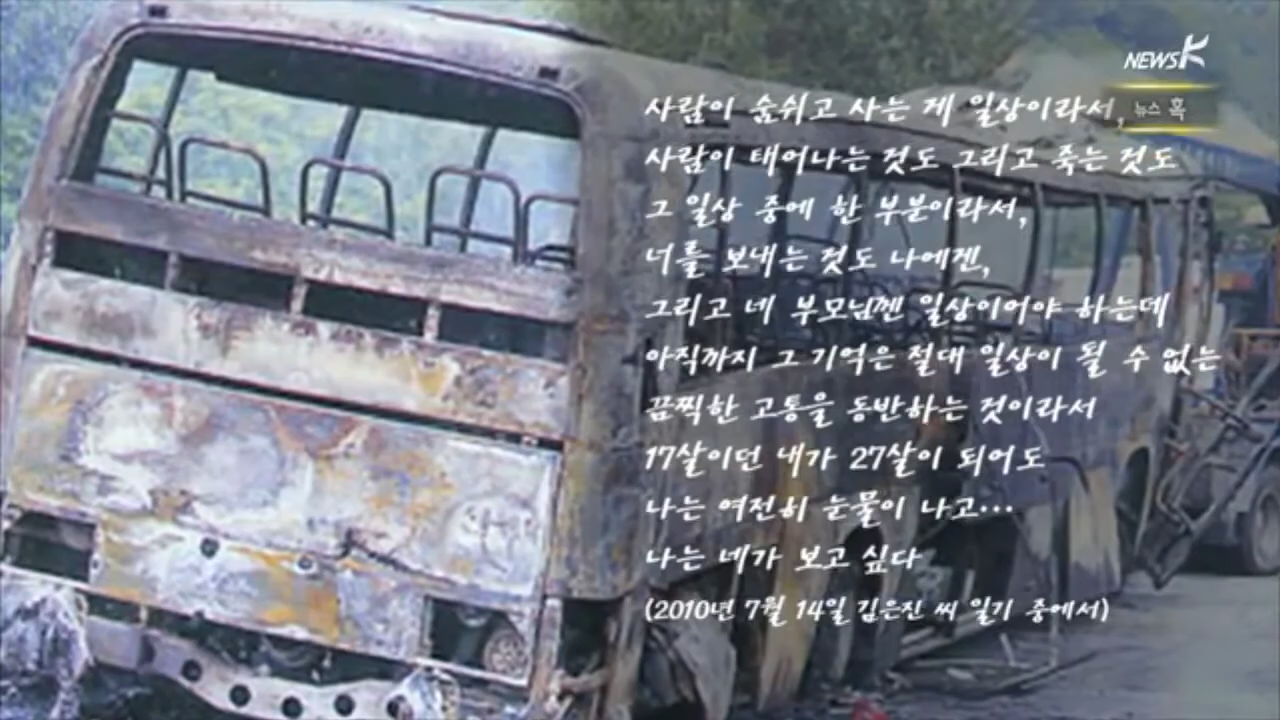 NEWSK
뉴스 혹
사람이 숨쉬고 사는 게 일상이라서,
사람이 태어나는 것도 그리고 죽는 것도
그 일상 중에 한 부분이라서,
너를 보내는 것도 나에겐,
그리고 네 부모님껜 일상이어야 하는데
아직까지 그 기억은 절대 일상이 될 수 없는
끔찍한 고통을 동반하는 것이라서
17살이던 내가 27살이 되어도
나는 여전히 눈물이 나고…
나는 네가 보고 싶다
(2010년 7월 14일 김은진 씨 일기 중에서)